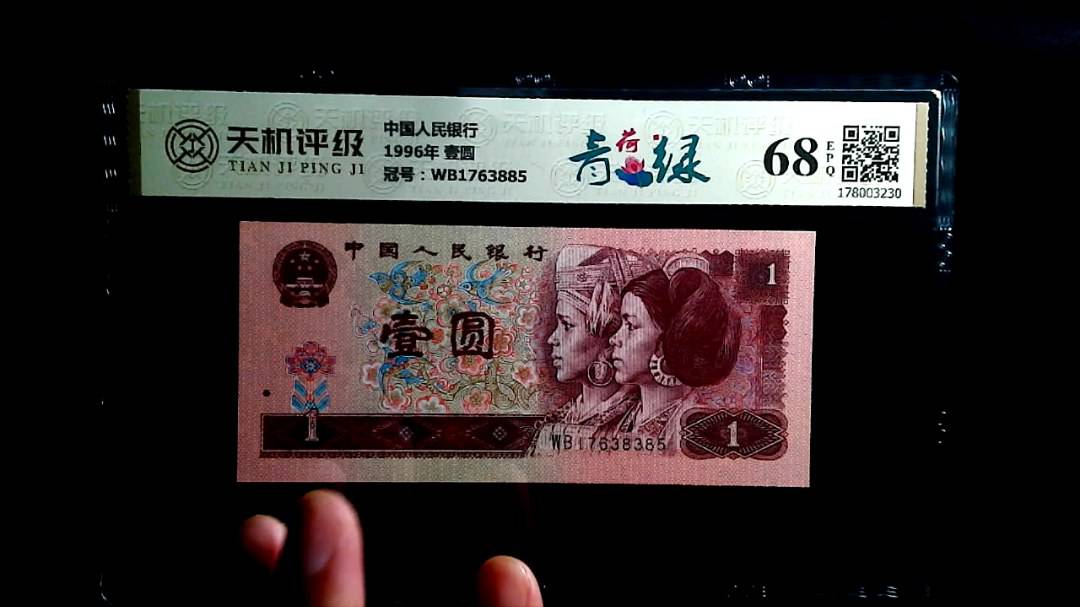 天机评级
TIAN JI PING JI
中国人民银行
1996年 壹圆
冠号：WB1763885
青荷绿
68
EPQ
178003230
中国人民银行
1
壹圆
1
WB17638385
1